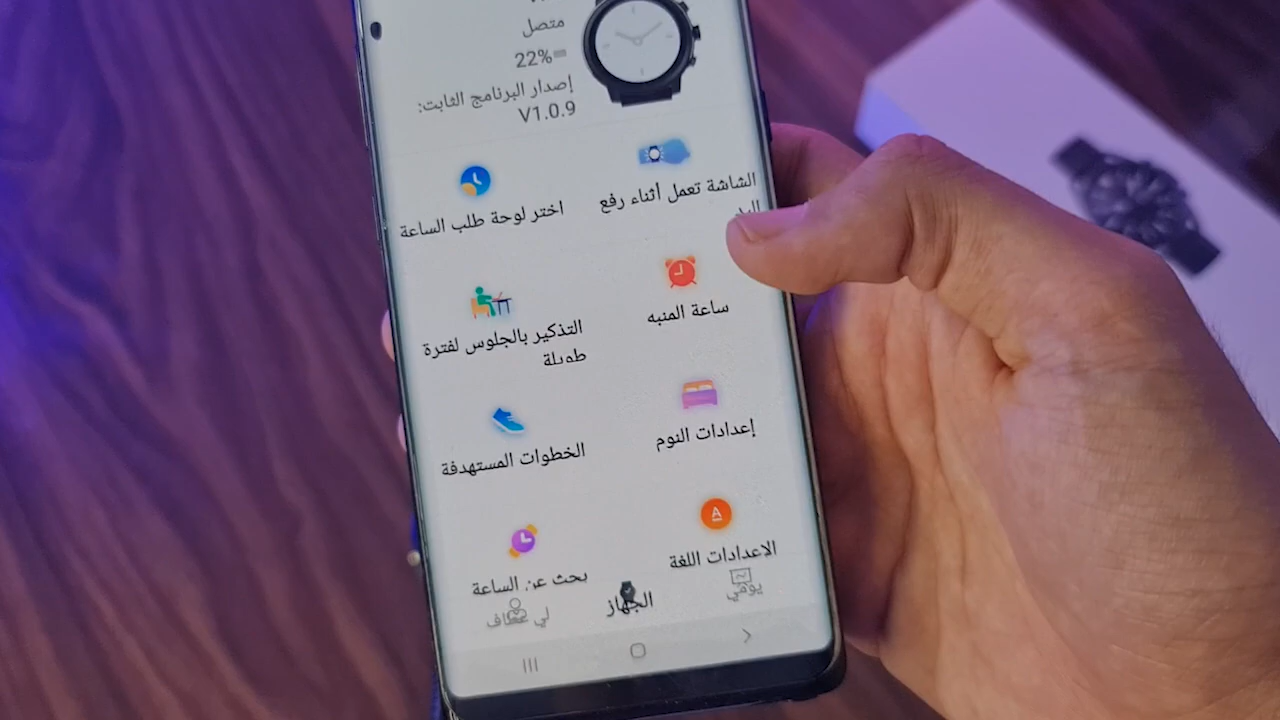 متصل
22%
إصدار البرنامج الثابت:
V1.0.9
الشاشة تعمل أثناء رفع
اختر لوحة طلب الساعة
ساعة المنبه
التذكير بالجلوس لفترة
طويلة
إعدادات النوم
الخطوات المستهدفة
الاعدادات اللغة
بحث عن الساعة
يومي
الجهاز
لي